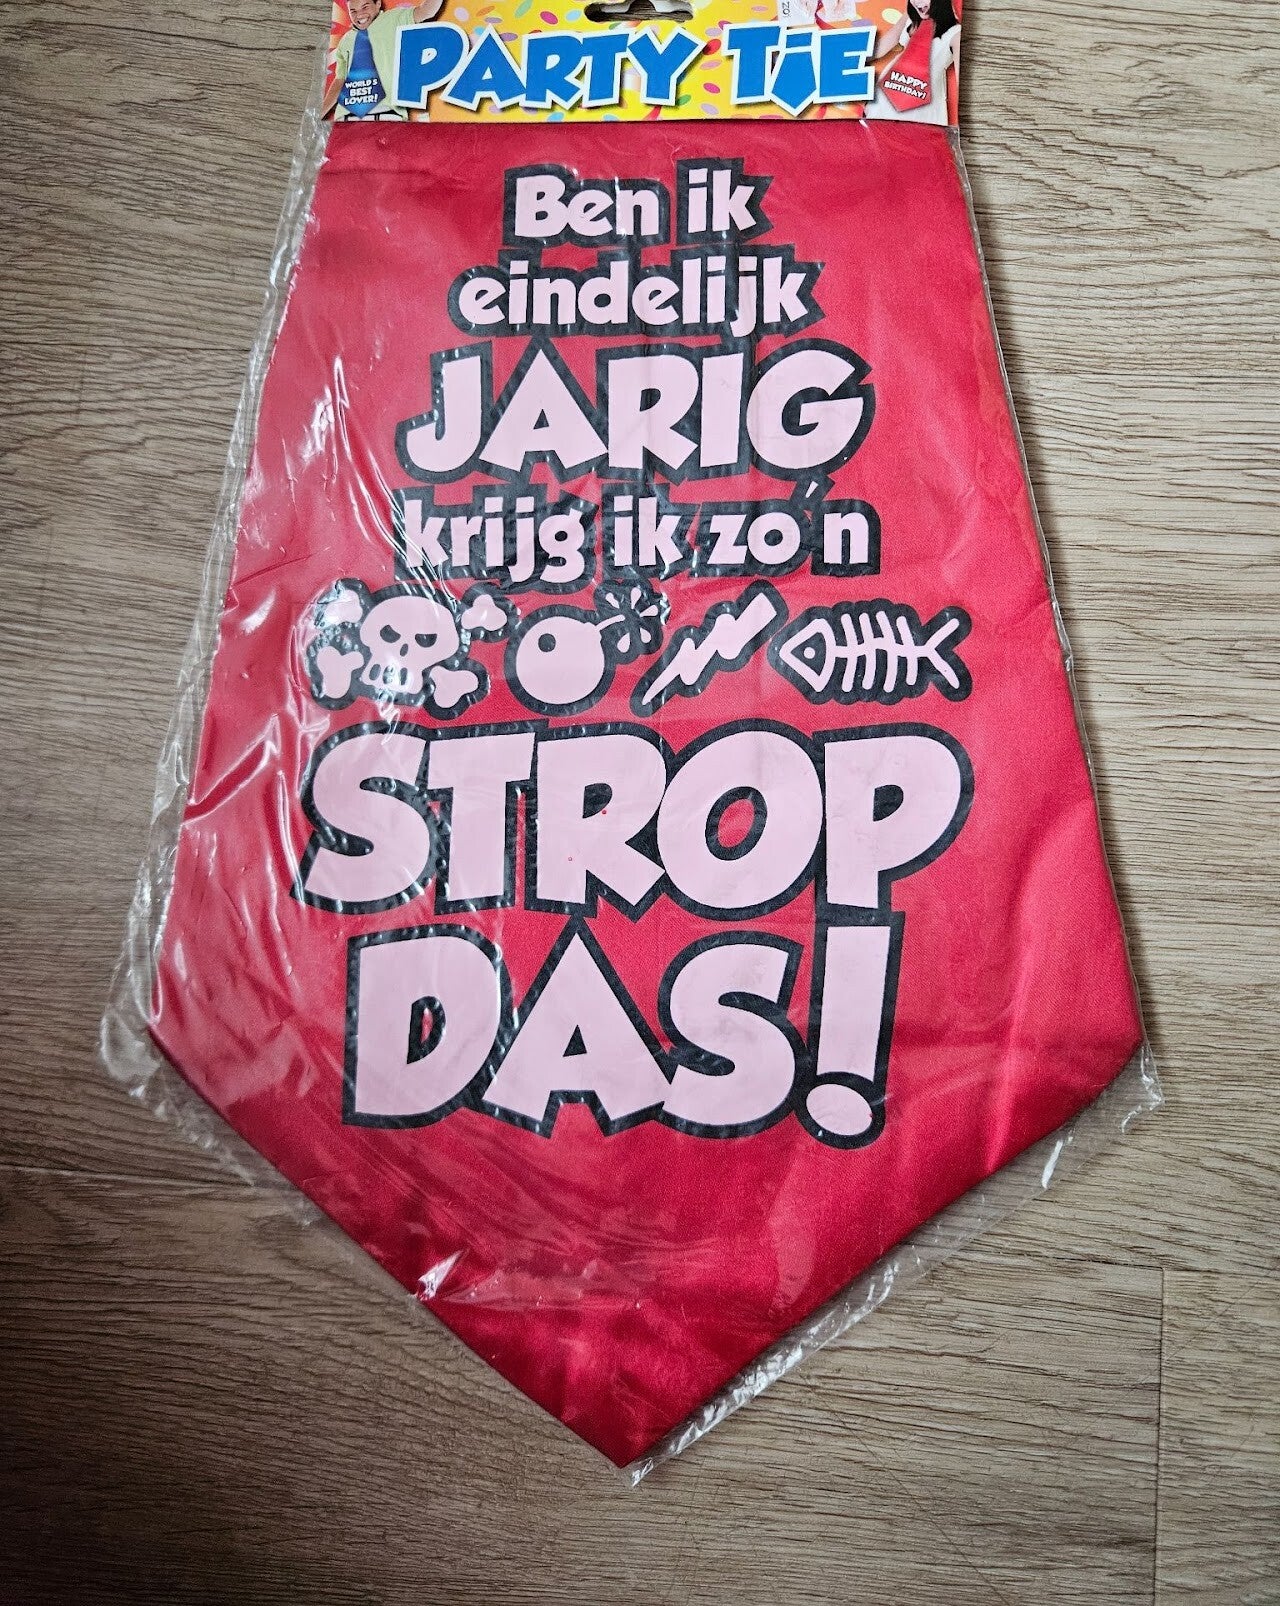 WORLD'S
BEST
LOVER!
PARTY TiE
HAPPY
BIRTHDAY!
Ben ik
eindelijk
JARIG
krijg ik zo'n
STROP
DAS!